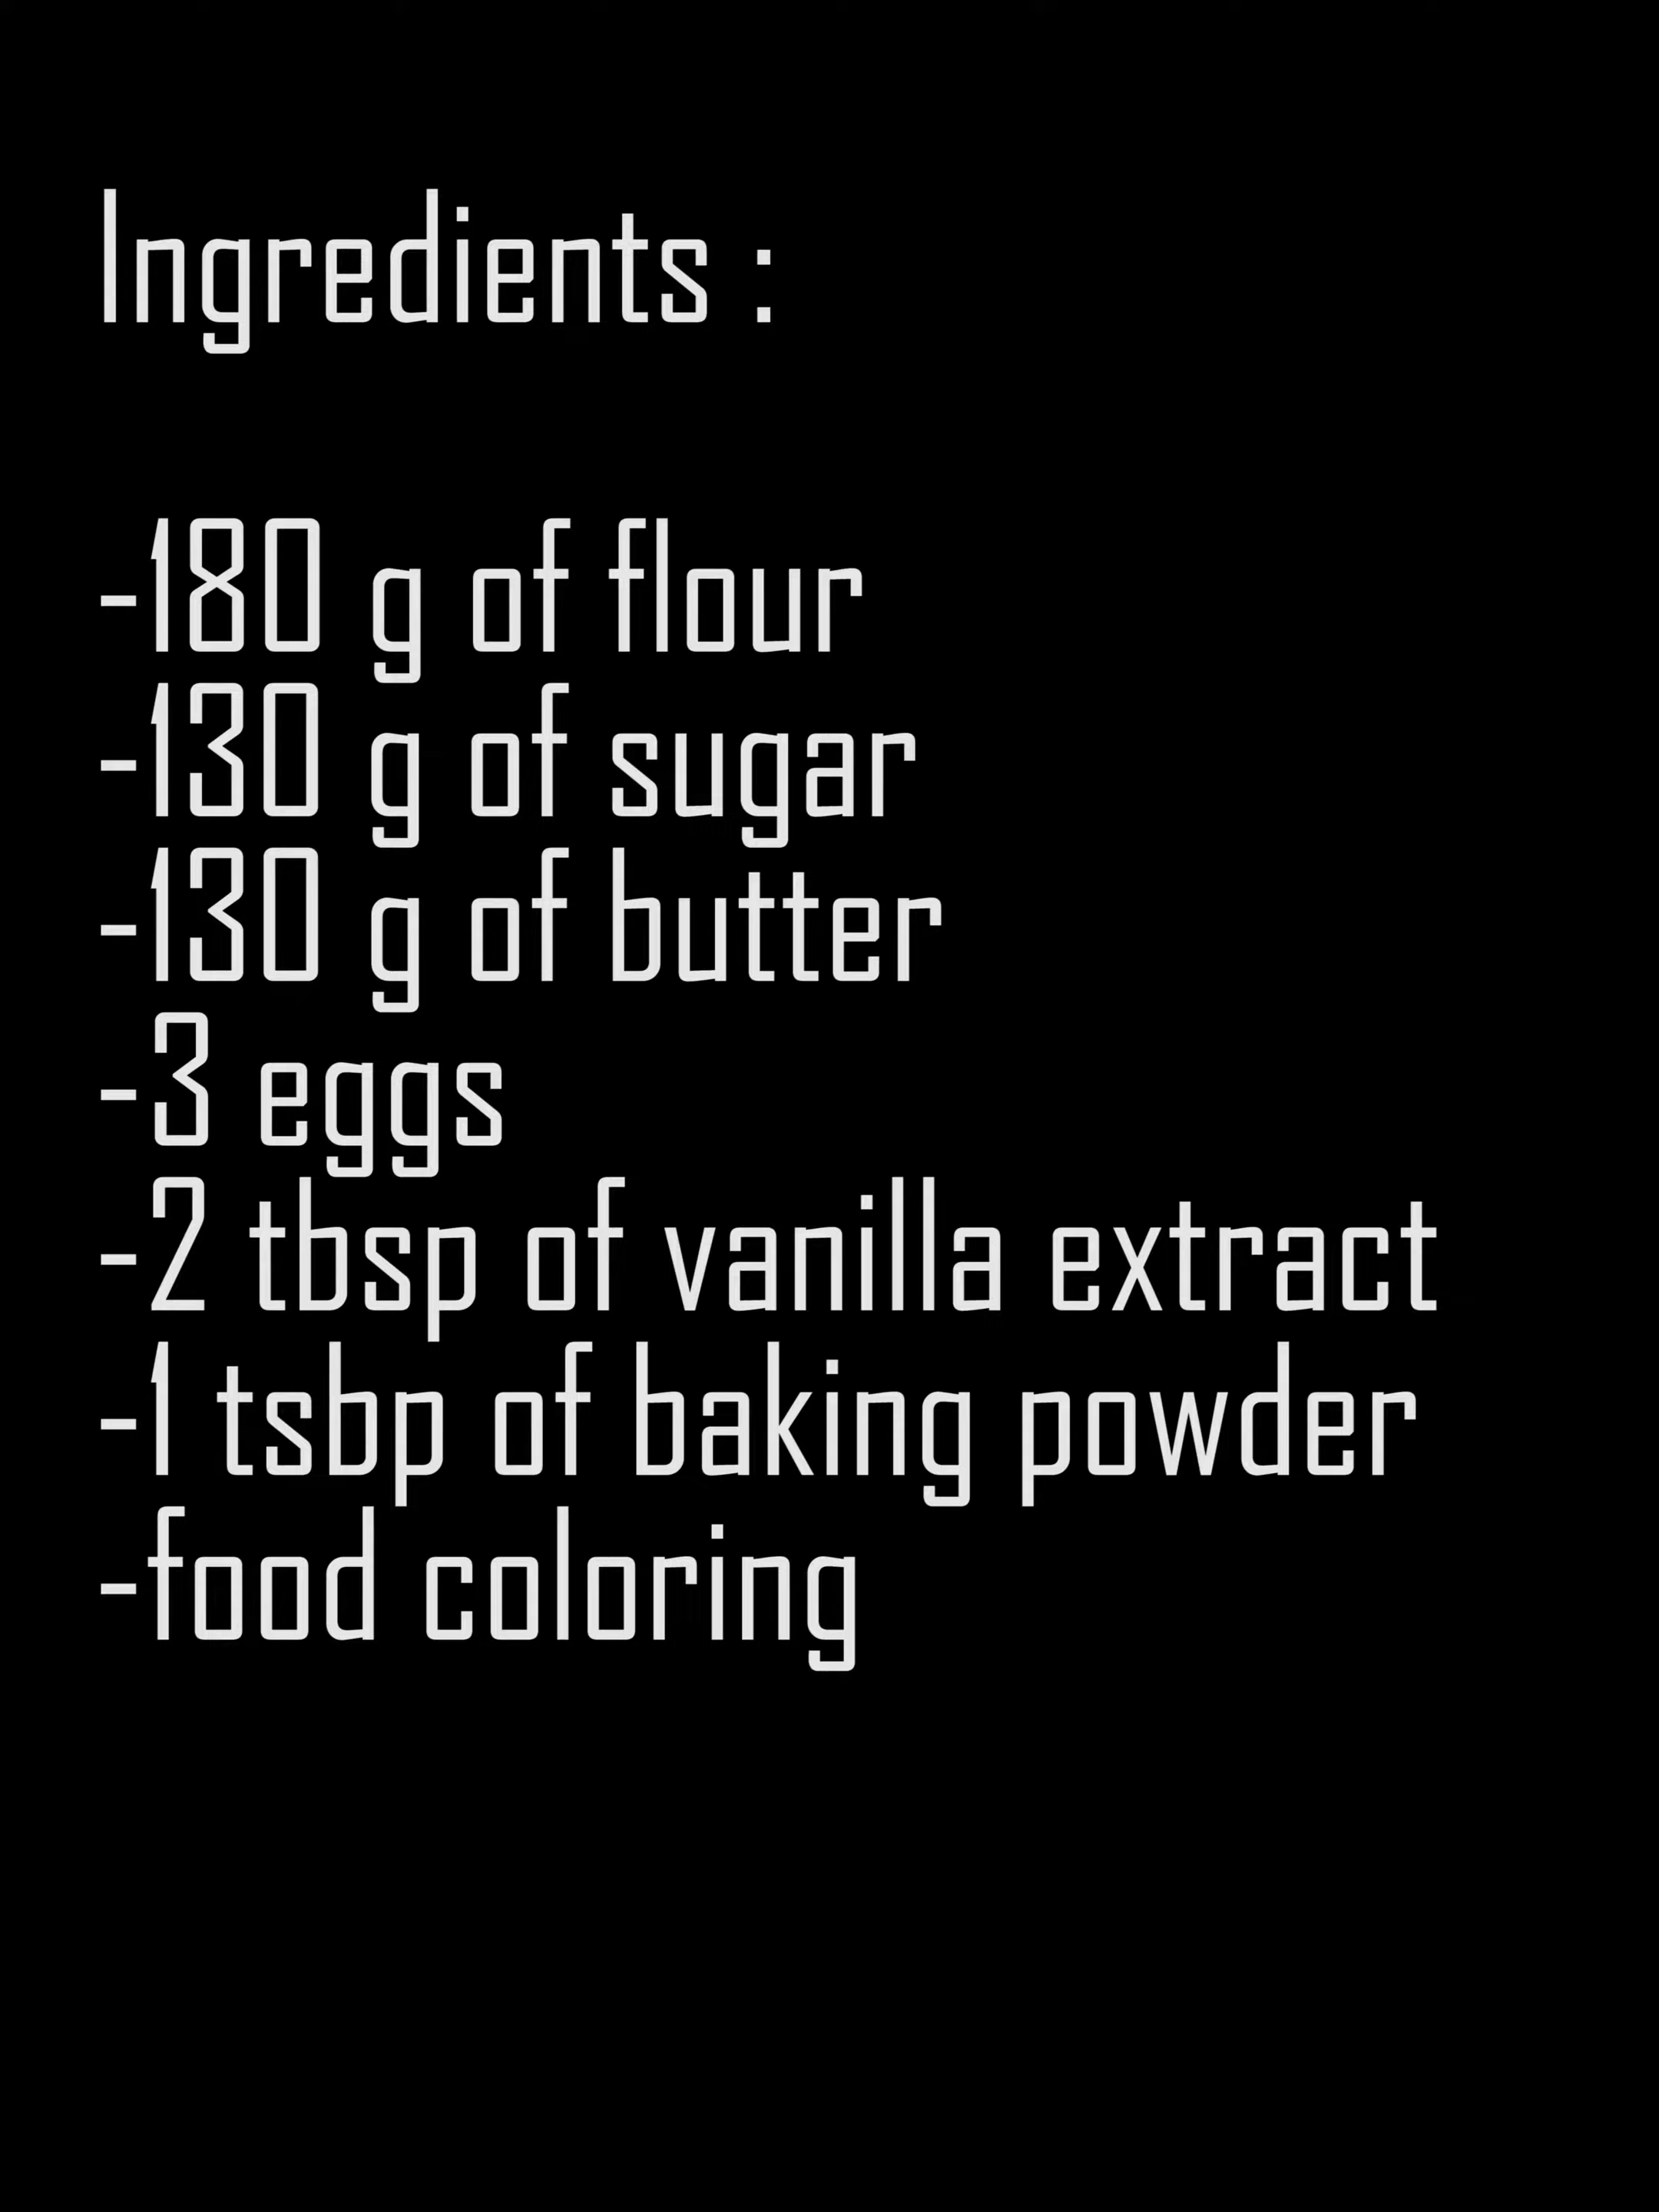 Ingredients :
-180 g of flour
-130 g of sugar
-130 g of butter
-3 eggs
-2 tbsp of vanilla extract
-1 tsbp of baking powder
-food coloring